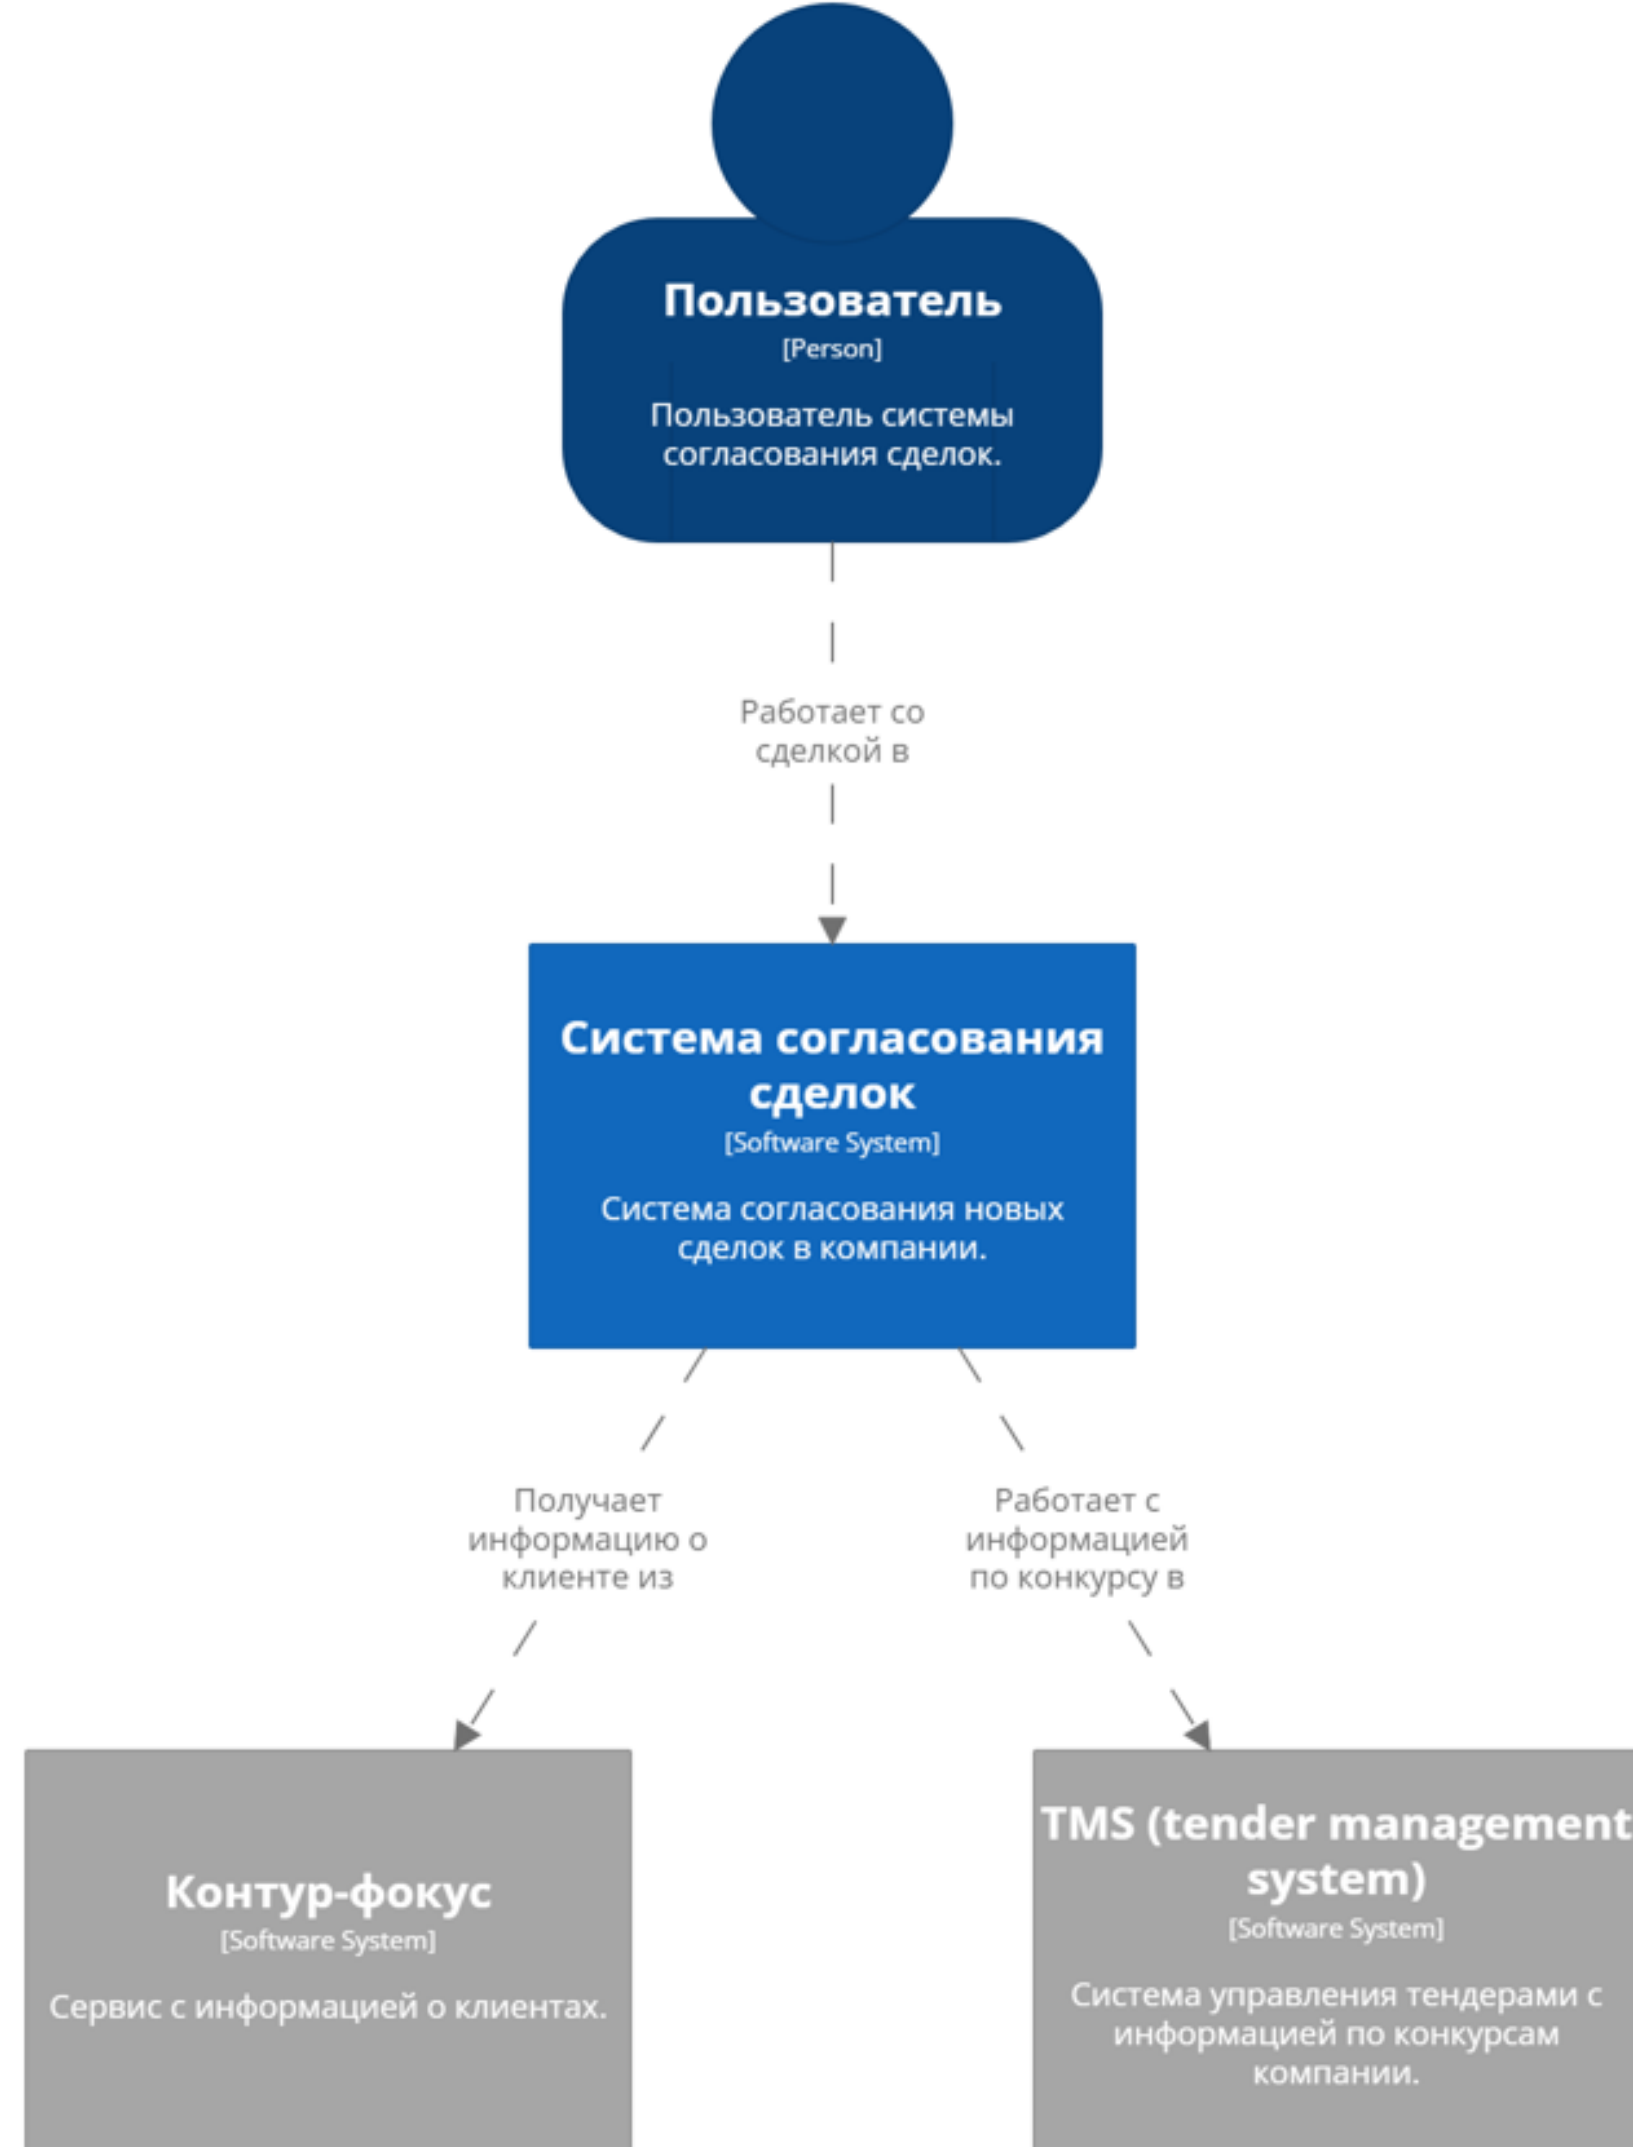 Пользователь
[Person]
Пользователь системы
согласования сделок.
Работает со
сделкой в
Система согласования
сделок
[Software System]
Система согласования новых
сделок в компании.
Получает
информацию о
клиенте из
Работает с
информацией
по конкурсу в
Контур-фокус
[Software System]
Сервис с информацией о клиентах.
TMS (tender management
system)
[Software System]
Система управления тендерами с
информацией по конкурсам
компании.